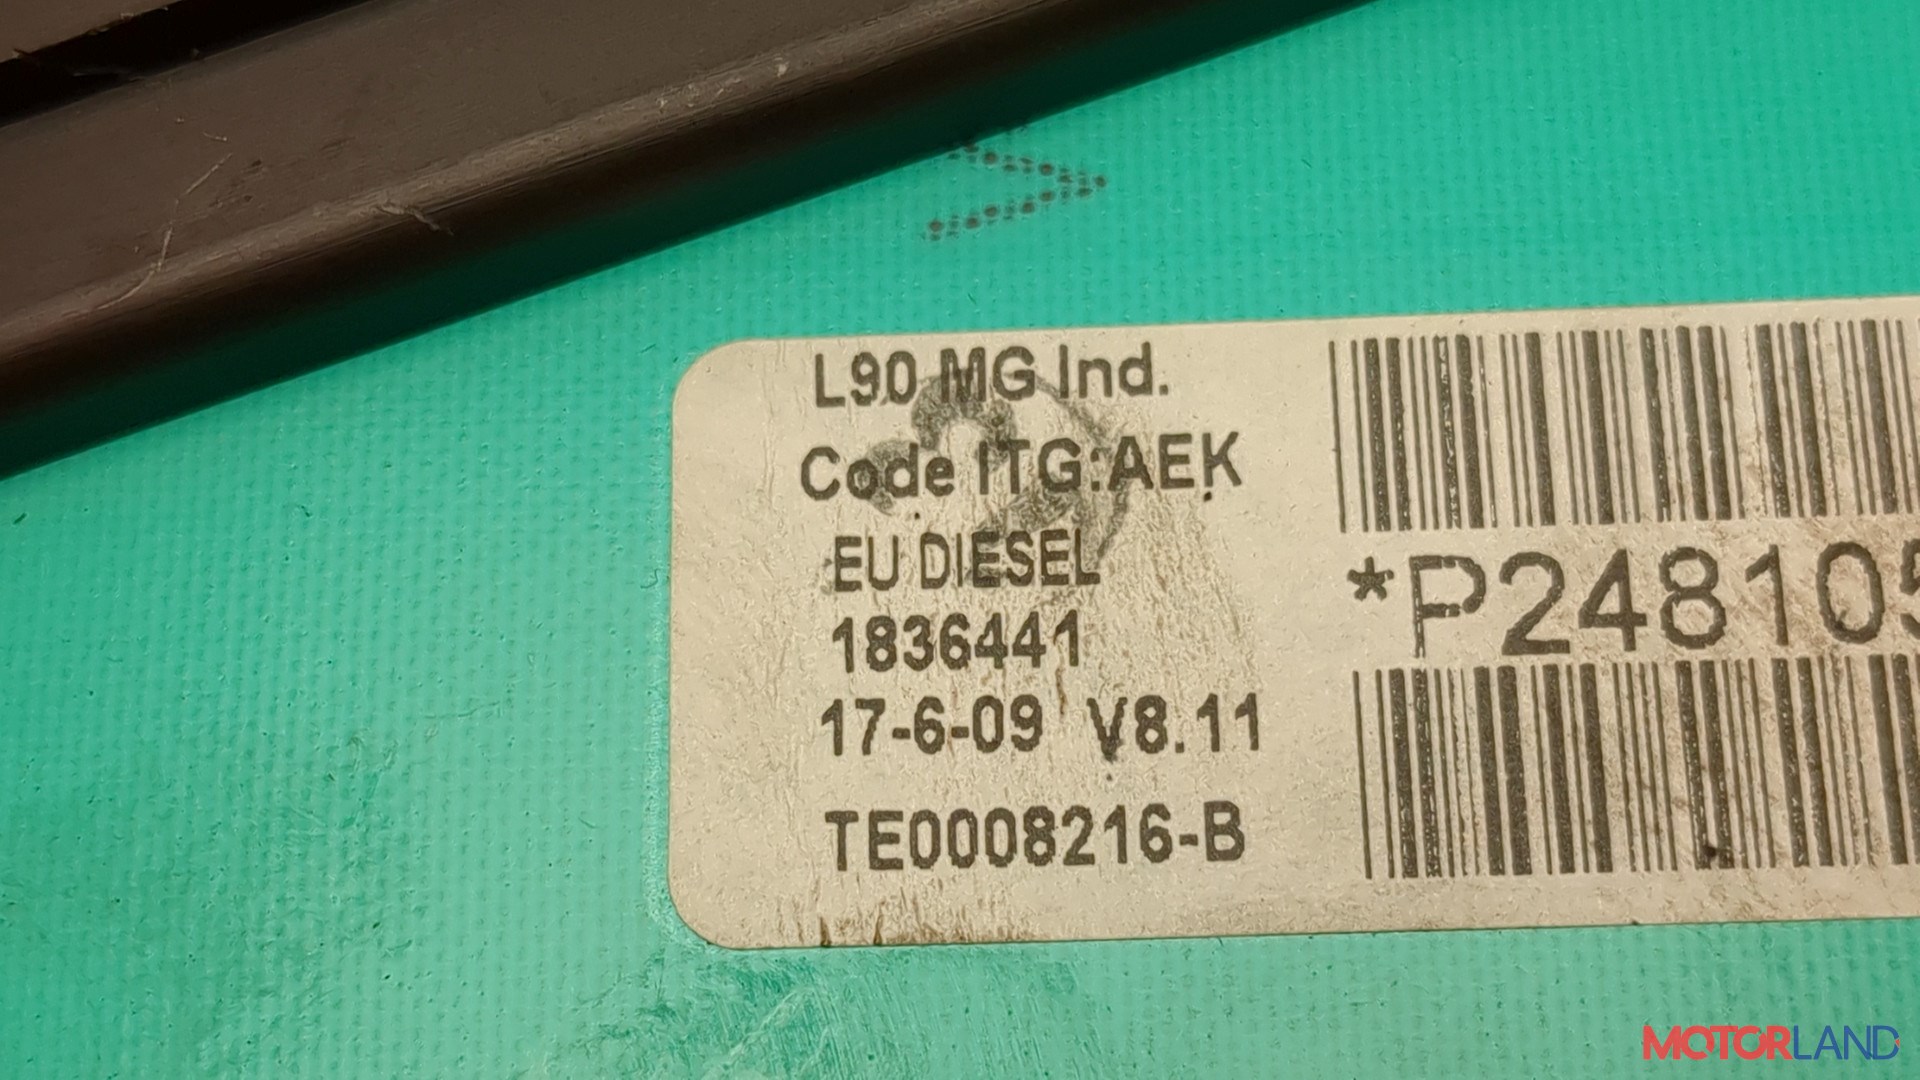 L90 MG Ind.
Code ITG:AEK
EU DIESEL
1836441
17-6-09 V8.11
TE0008216-B
*P248105
MOTORLAND